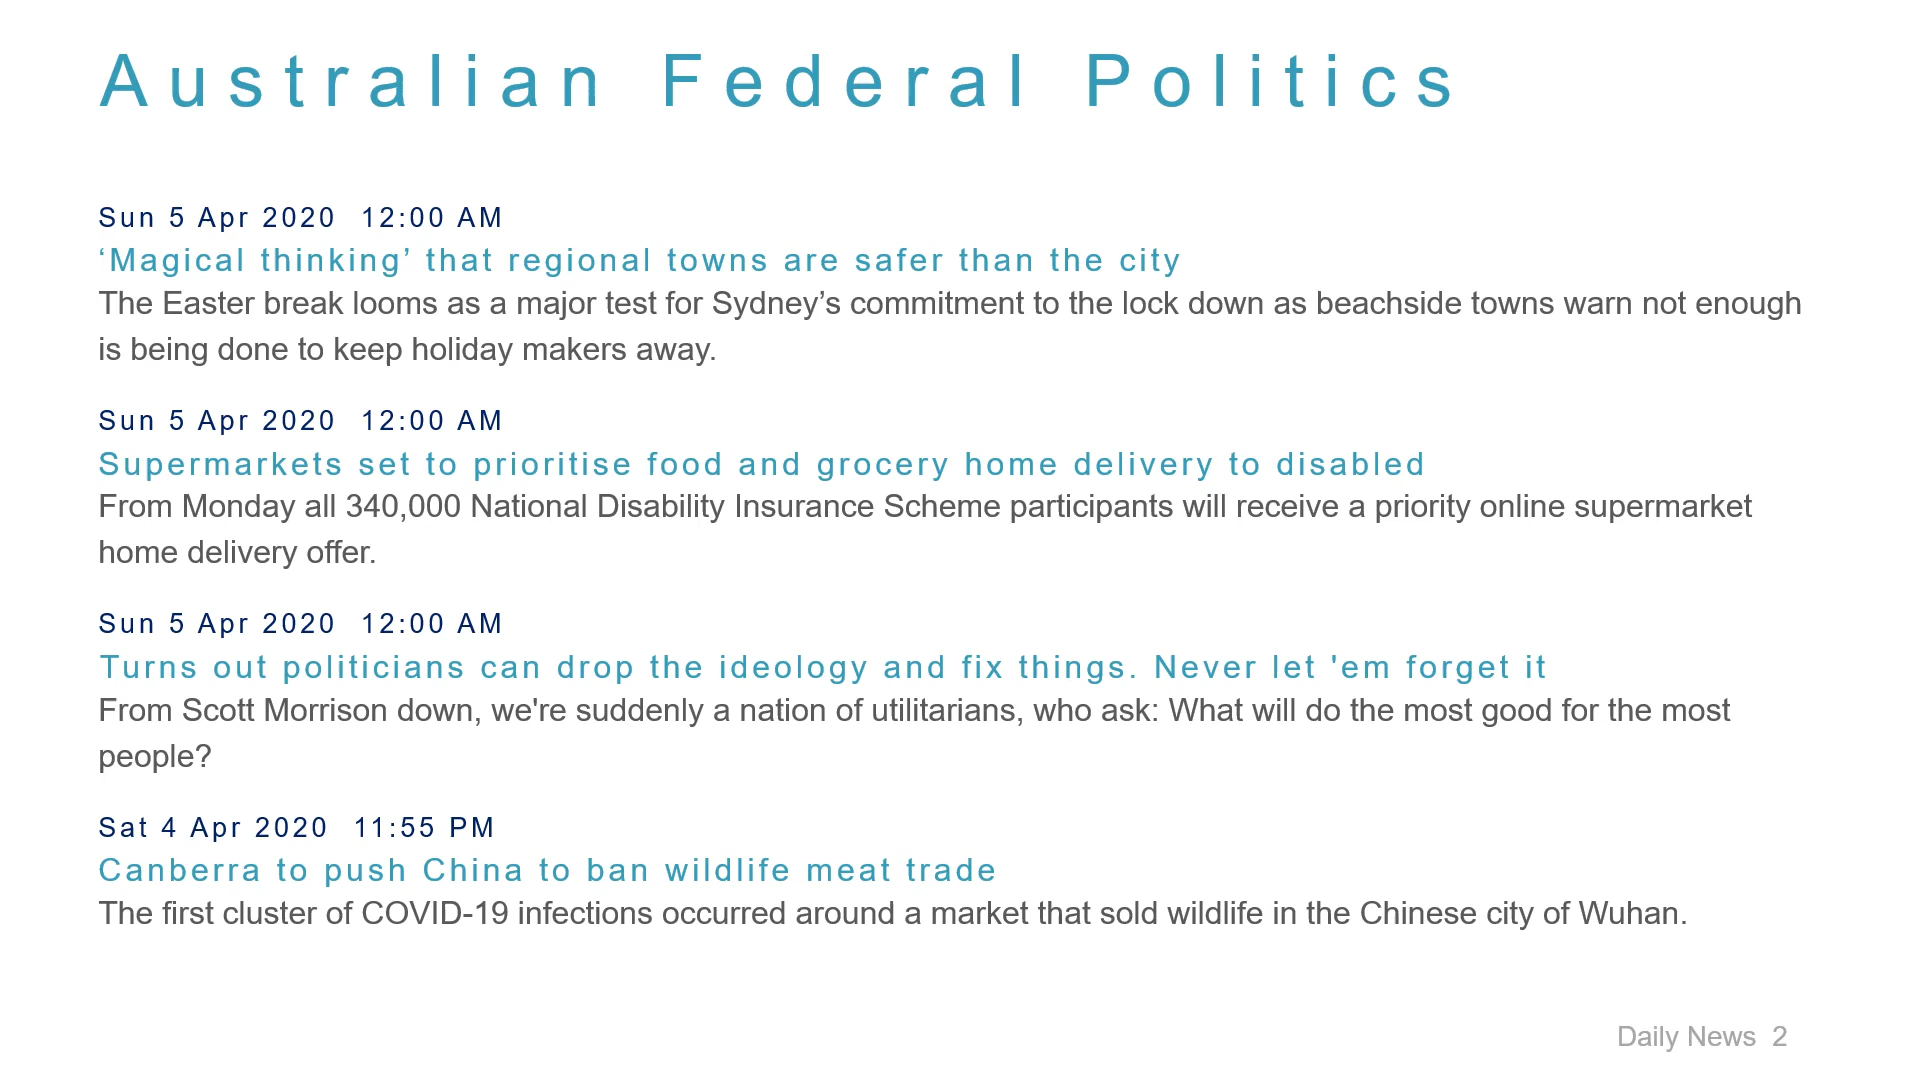 Australian Federal Politics
Sun 5 Apr 2020  12:00 AM
‘Magical thinking’ that regional towns are safer than the city
The Easter break looms as a major test for Sydney’s commitment to the lock down as beachside towns warn not enough
is being done to keep holiday makers away.
Sun 5 Apr 2020  12:00 AM
Supermarkets set to prioritise food and grocery home delivery to disabled
From Monday all 340,000 National Disability Insurance Scheme participants will receive a priority online supermarket
home delivery offer.
Sun 5 Apr 2020  12:00 AM
Turns out politicians can drop the ideology and fix things. Never let 'em forget it
From Scott Morrison down, we're suddenly a nation of utilitarians, who ask: What will do the most good for the most
people?
Sat 4 Apr 2020  11:55 PM
Canberra to push China to ban wildlife meat trade
The first cluster of COVID-19 infections occurred around a market that sold wildlife in the Chinese city of Wuhan.
Daily News  2